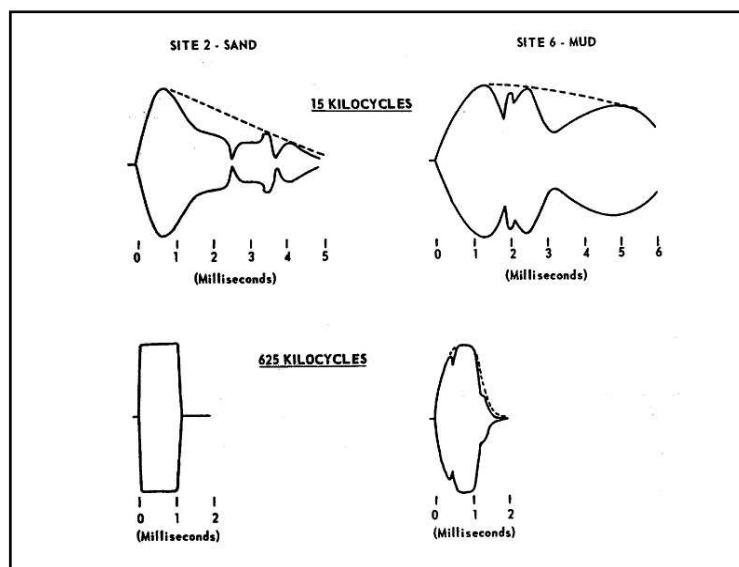 SITE 2 - SAND
SITE 6 - MUD
15 KILOCYCLES
0 1 2 3 4 5
(Milliseconds)
0 1 2 3 4 5 6
(Milliseconds)
625 KILOCYCLES
0 1 2
(Milliseconds)
0 1 2
(Milliseconds)